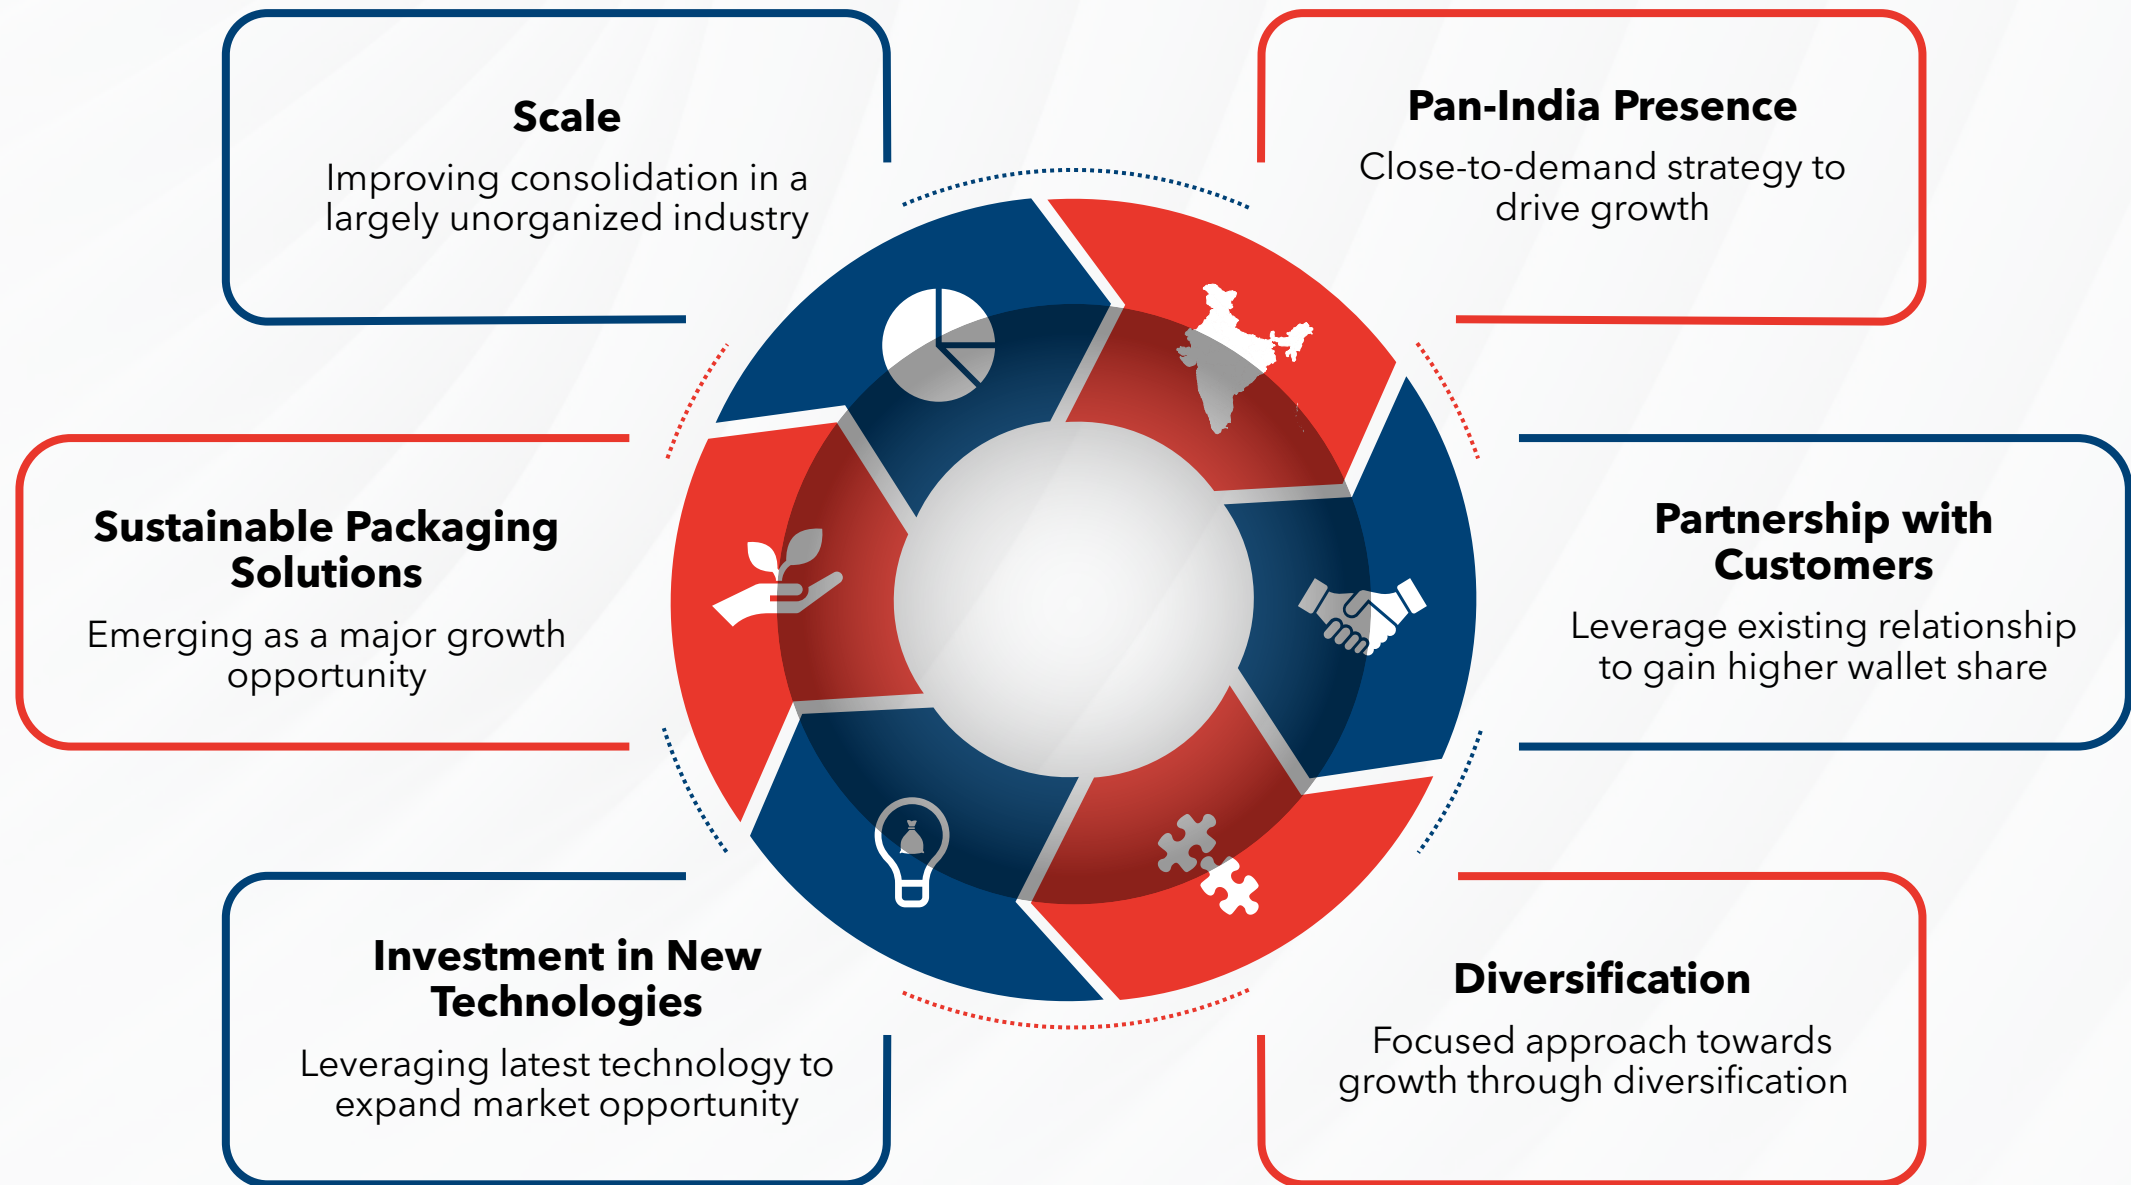 Scale
Improving consolidation in a
largely unorganized industry
Pan-India Presence
Close-to-demand strategy to
drive growth
Sustainable Packaging
Solutions
Emerging as a major growth
opportunity
Partnership with
Customers
Leverage existing relationship
to gain higher wallet share
Investment in New
Technologies
Leveraging latest technology to
expand market opportunity
Diversification
Focused approach towards
growth through diversification